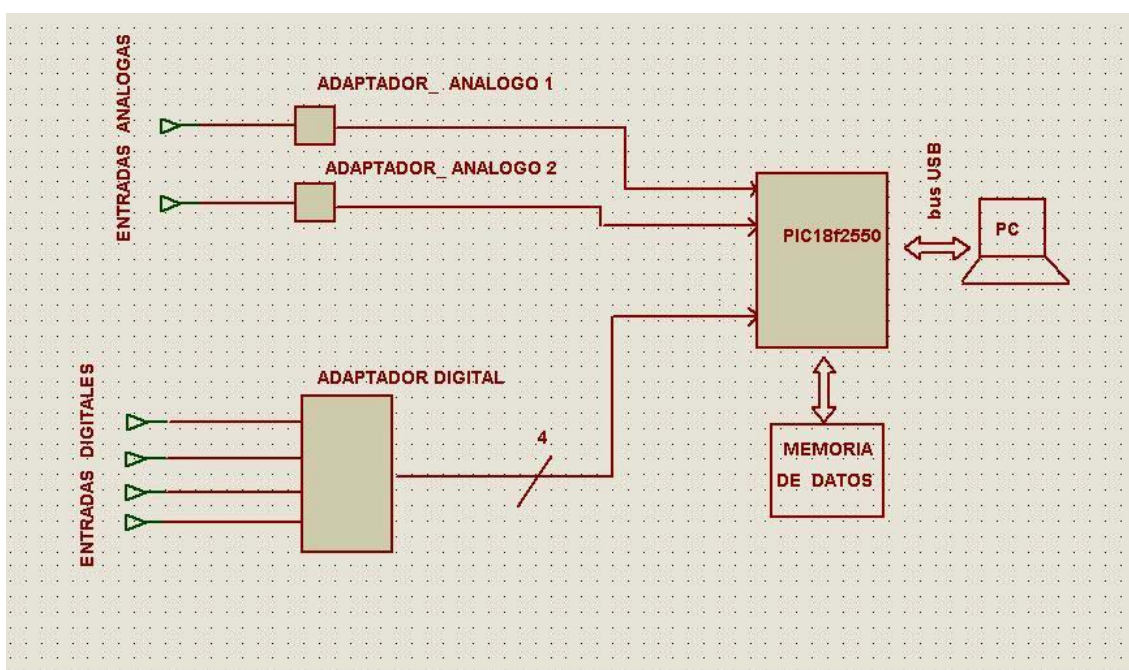 ENTRADAS ANALOGAS
ADAPTADOR_ ANALOGO 1
ADAPTADOR_ ANALOGO 2
PIC18f2550
bus USB
PC
ENTRADAS DIGITALES
ADAPTADOR DIGITAL
4
MEMORIA
DE DATOS